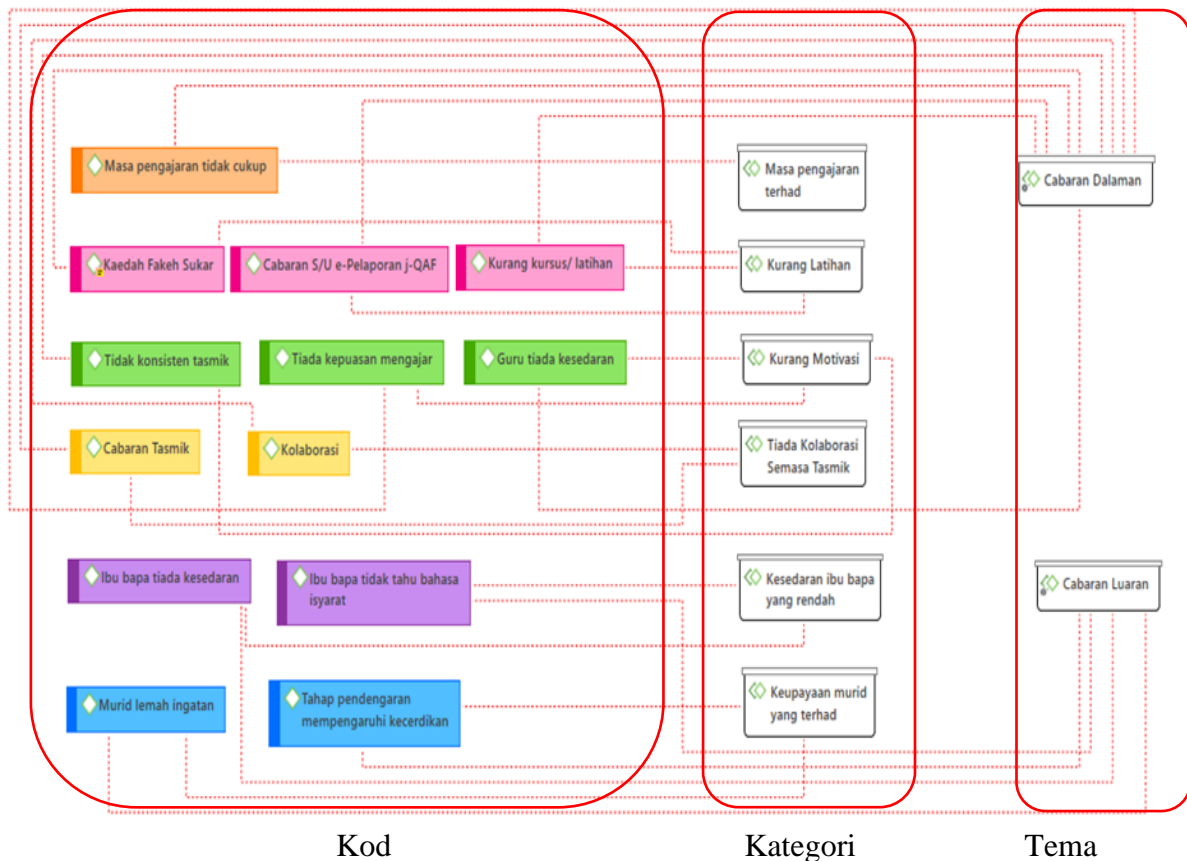 Masa pengajaran tidak cukup
Masa pengajaran
terhad
Cabaran Dalaman
Kaedah Fakeh Sukar
Cabaran S/U e-Pelaporan j-QAF
Kurang kursus/ latihan
Kurang Latihan
Tidak konsisten tasmik
Tiada kepuasan mengajar
Guru tiada kesedaran
Kurang Motivasi
Cabaran Tasmik
Kolaborasi
Tiada Kolaborasi
Semasa Tasmik
Ibu bapa tiada kesedaran
Ibu bapa tidak tahu bahasa
isyarat
Kesedaran ibu bapa
yang rendah
Cabaran Luaran
Murid lemah ingatan
Tahap pendengaran
mempengaruhi kecerdikan
Keupayaan murid
yang terhad
Kod
Kategori
Tema